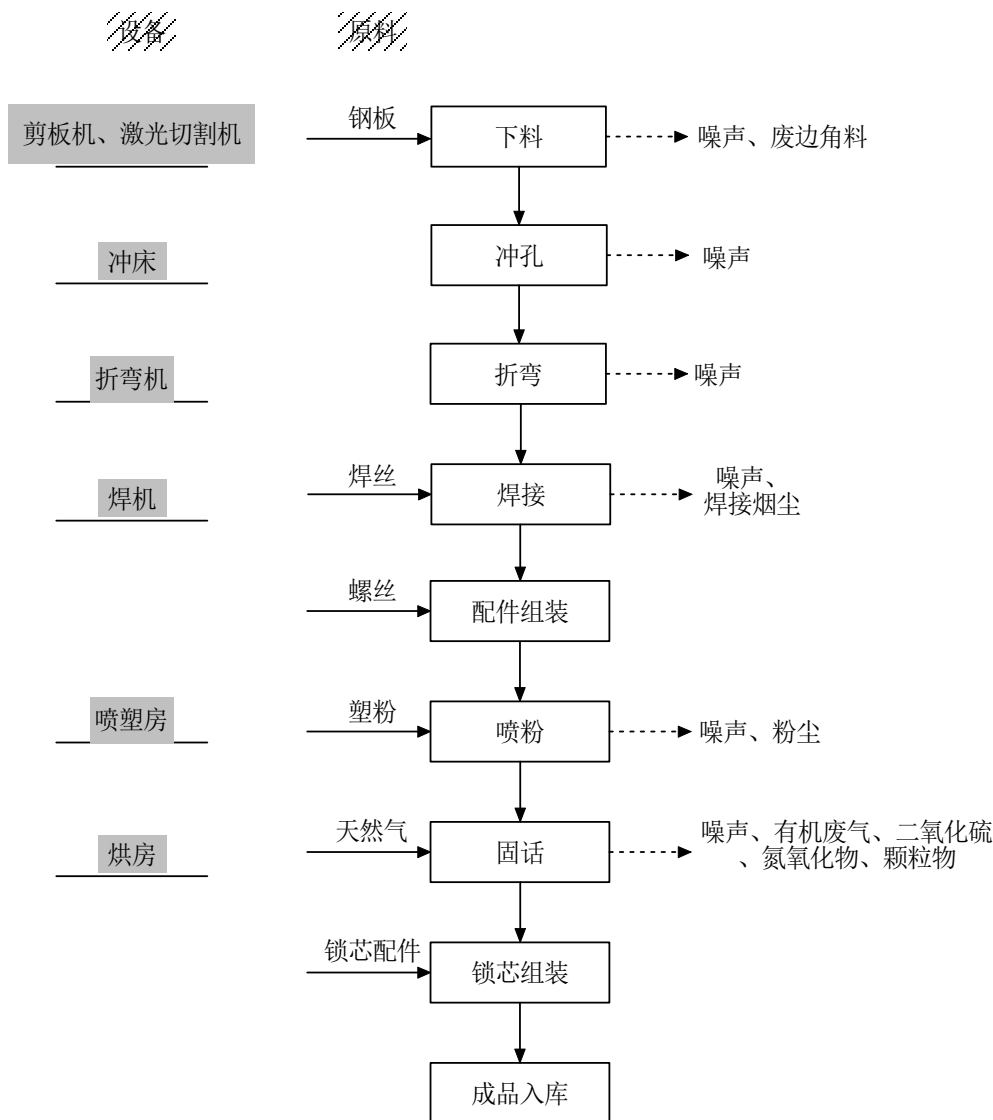 设备
原料
剪板机、激光切割机
钢板
下料
噪声、废边角料
冲床
冲孔
噪声
折弯机
折弯
噪声
焊机
焊丝
焊接
噪声、
焊接烟尘
螺丝
配件组装
喷塑房
塑粉
喷粉
噪声、粉尘
烘房
天然气
固话
噪声、有机废气、二氧化硫
、氮氧化物、颗粒物
锁芯配件
锁芯组装
成品入库